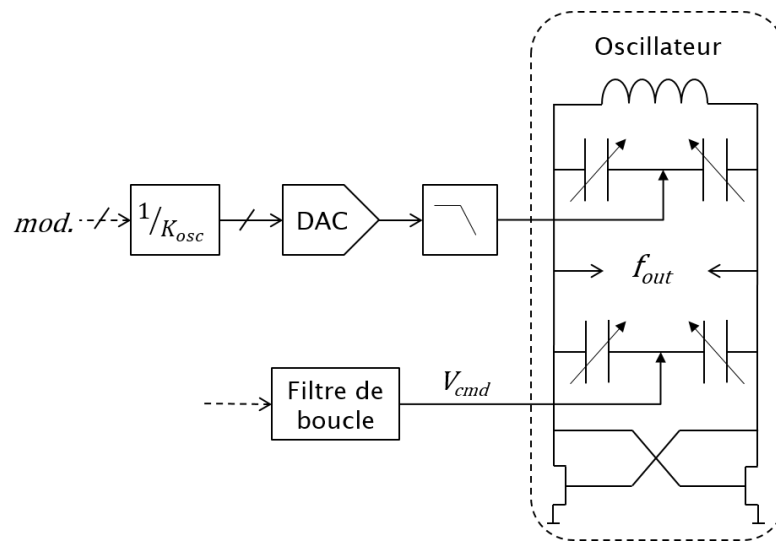 Oscillateur
mod.
1/K_osc
DAC
f_out
Filtre de
boucle
V_cmd